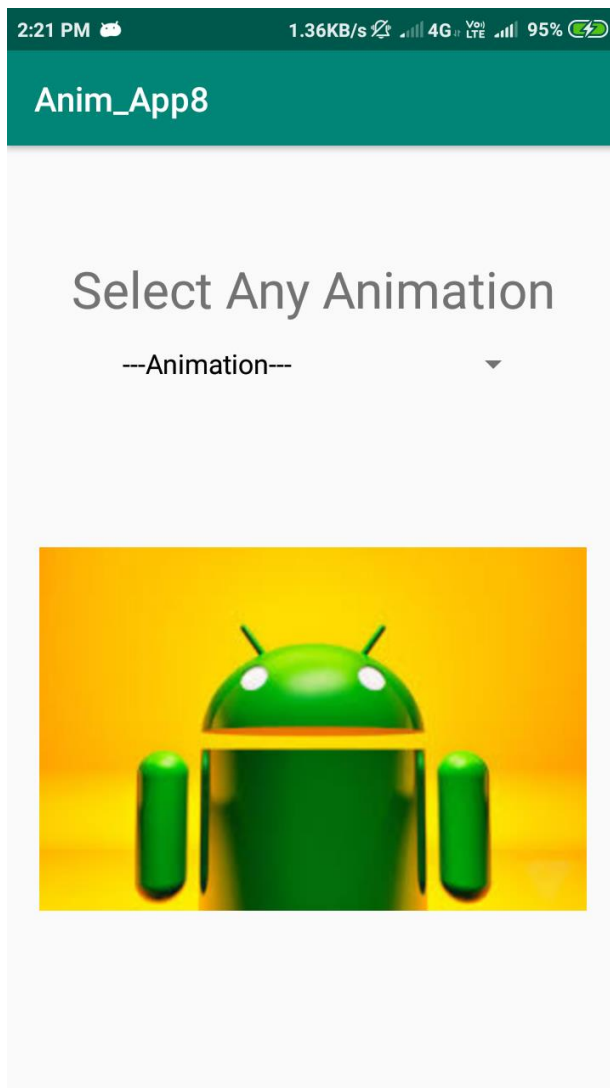 2:21 PM 1.36KB/s 4G Vo) LTE 95%
Anim_App8
Select Any Animation
---Animation---